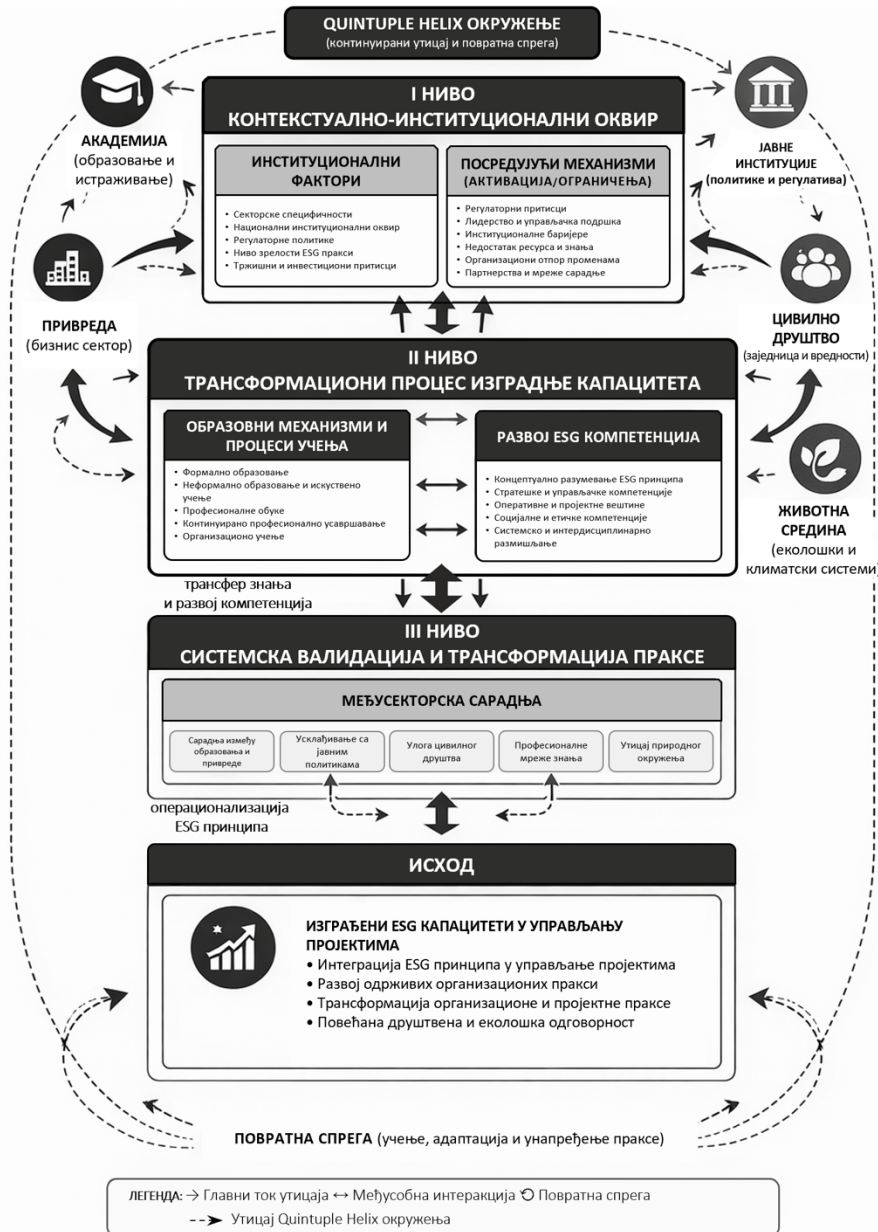 QUINTUPLE HELIX ОКРУЖЕЊЕ
(континуирани утицај и повратна спрега)
I НИВО
КОНТЕКСТУАЛНО-ИНСТИТУЦИОНАЛНИ ОКВИР
АКАДЕМИЈА
(образовање и
истраживање)
ИНСТИТУЦИОНАЛНИ
ФАКТОРИ
• Секторске специфичности
• Национални институционални оквир
• Регулаторне политике
• Ниво зрелости ESG пракси
• Тржишни и инвестициони притисци
ПОСРЕДУЈУЋИ МЕХАНИЗМИ
(АКТИВАЦИЈА/ОГРАНИЧЕЊА)
• Регулаторни притисци
• Лидерство и управљачка подршка
• Институционалне баријере
• Недостатак ресурса и знања
• Организациони отпор променама
• Партнерства и мреже сарадње
ЈАВНЕ
ИНСТИТУЦИЈЕ
(политике и регулатива)
ПРИВРЕДА
(бизнис сектор)
ЦИВИЛНО
ДРУШТВО
(заједница и вредности)
II НИВО
ТРАНСФОРМАЦИОНИ ПРОЦЕС ИЗГРАДЊЕ КАПАЦИТЕТА
ОБРАЗОВНИ МЕХАНИЗМИ И
ПРОЦЕСИ УЧЕЊА
• Формално образовање
• Неформално образовање и искуствено
учење
• Професионалне обуке
• Континуирано професионално усавршавање
• Организационо учење
РАЗВОЈ ESG КОМПЕТЕНЦИЈА
• Концептуално разумевање ESG принципа
• Стратешке и управљачке компетенције
• Оперативне и пројектне вештине
• Социјалне и етичке компетенције
• Системско и интердисциплинарно
размишљање
ЖИВОТНА
СРЕДИНА
(еколошки и
климатски системи)
трансфер знања
и развој компетенција
III НИВО
СИСТЕМСКА ВАЛИДАЦИЈА И ТРАНСФОРМАЦИЈА ПРАКСЕ
МЕЂУСЕКТОРСКА САРАДЊА
Сарадња између
образовања и
привреде
Усклађивање са
јавним
политикама
Улога цивилног
друштва
Професионалне
мреже знања
Утицај природног
окружења
операционализација
ESG принципа
ИСХОД
ИЗГРАЂЕНИ ESG КАПАЦИТЕТИ У УПРАВЉАЊУ
ПРОЈЕКТИМА
• Интеграција ESG принципа у управљање пројектима
• Развој одрживих организационих пракси
• Трансформација организационе и пројектне праксе
• Повећана друштвена и еколошка одговорност
ПОВРАТНА СПРЕГА (учење, адаптација и унапређење праксе)
ЛЕГЕНДА: → Главни ток утицаја ↔ Међусобна интеракција ⟲ Повратна спрега
--➤ Утицај Quintuple Helix окружења